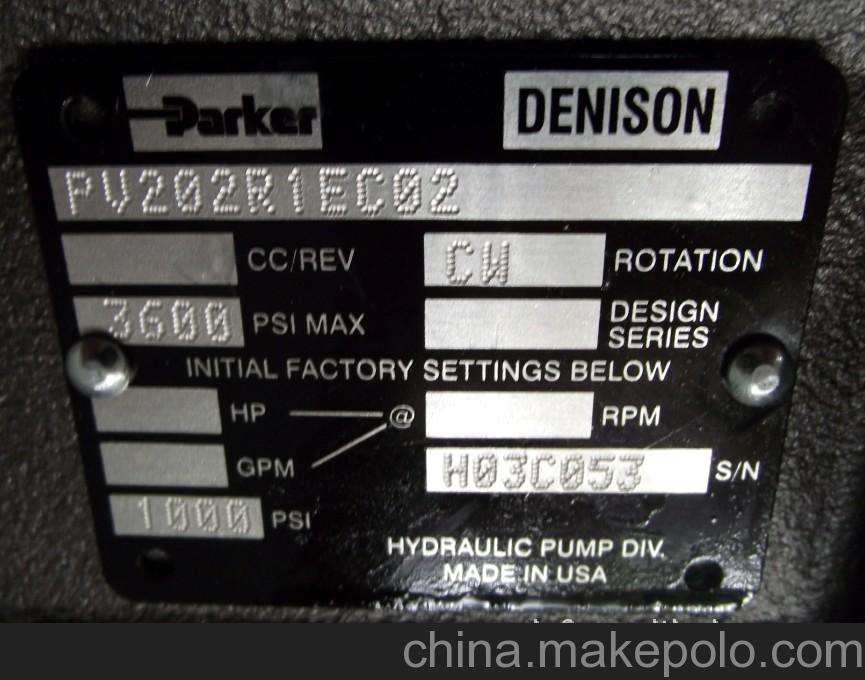 Parker DENISON
PV202R1EC02
CC/REV CW ROTATION
3600 PSI MAX DESIGN SERIES
INITIAL FACTORY SETTINGS BELOW
HP @ RPM
GPM H03C053 S/N
1000 PSI
HYDRAULIC PUMP DIV.
MADE IN USA
china.makepolo.com